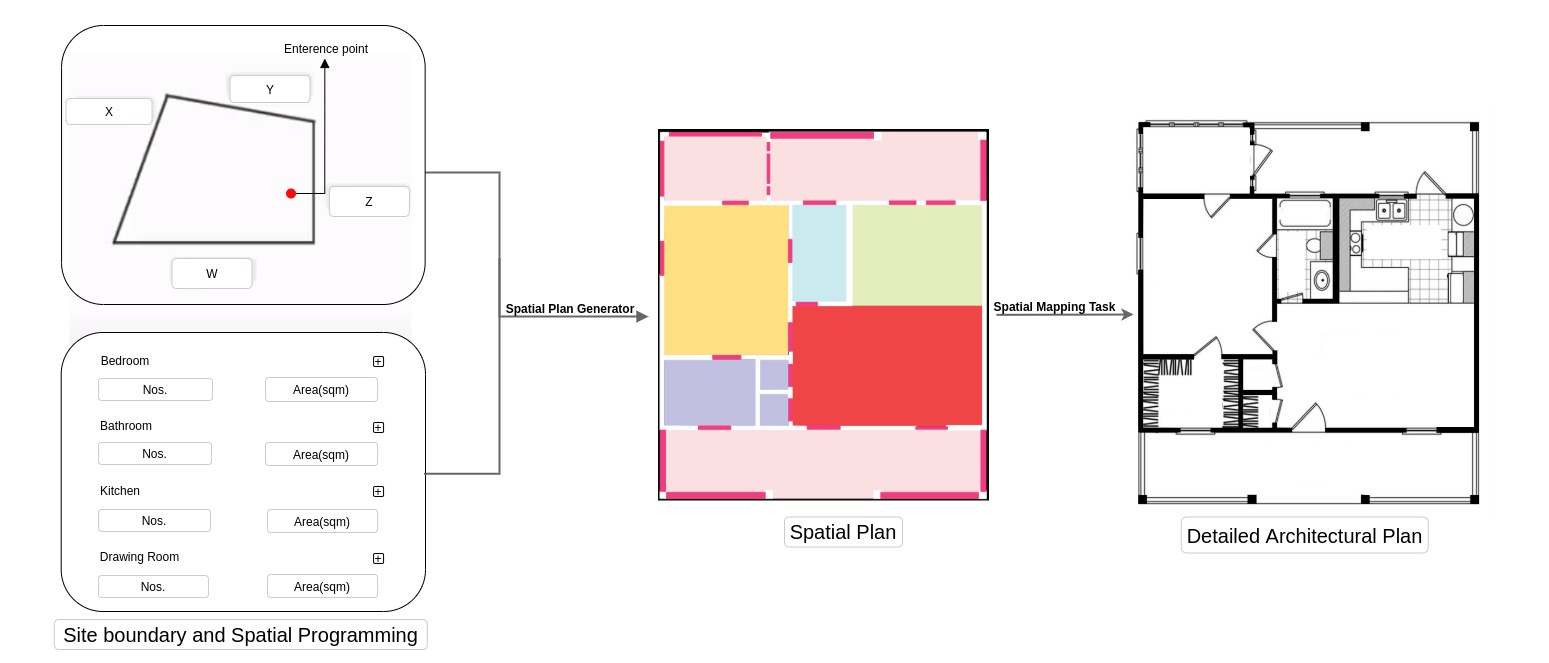 Enterence point
Y
X
Z
W
Bedroom
Nos.
Area(sqm)
Bathroom
Nos.
Area(sqm)
Kitchen
Nos.
Area(sqm)
Drawing Room
Nos.
Area(sqm)
Site boundary and Spatial Programming
Spatial Plan Generator
Spatial Plan
Spatial Mapping Task
Detailed Architectural Plan